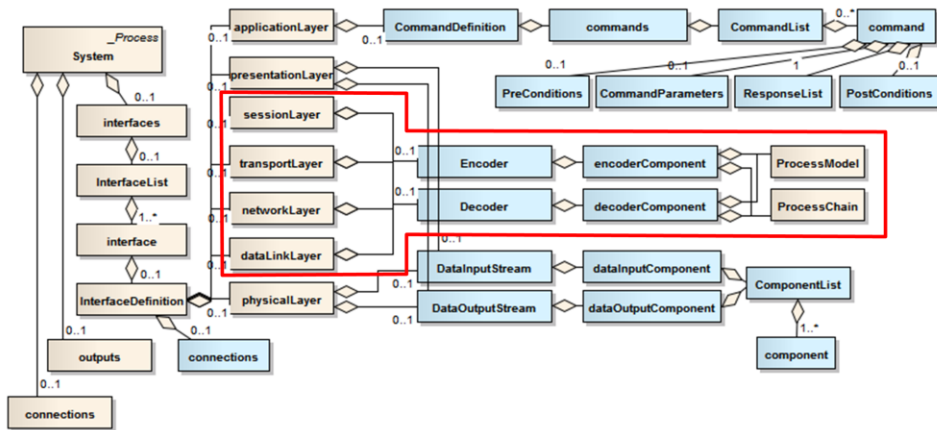 _Process
System
0..1
0..1
0..1
interfaces
0..1
InterfaceList
1..*
interface
0..1
InterfaceDefinition
0..1
connections
outputs
connections
0..1
applicationLayer
0..1
CommandDefinition
commands
CommandList
0..*
command
0..1
presentationLayer
0..1
0..1
0..1
1
0..1
PreConditions
CommandParameters
ResponseList
PostConditions
sessionLayer
0..1
0..1
transportLayer
0..1
Encoder
encoderComponent
ProcessModel
0..1
0..1
networkLayer
Decoder
decoderComponent
ProcessChain
0..1
0..1
dataLinkLayer
0..1
DataInputStream
dataInputComponent
ComponentList
physicalLayer
0..1
0..1
DataOutputStream
dataOutputComponent
1..*
component